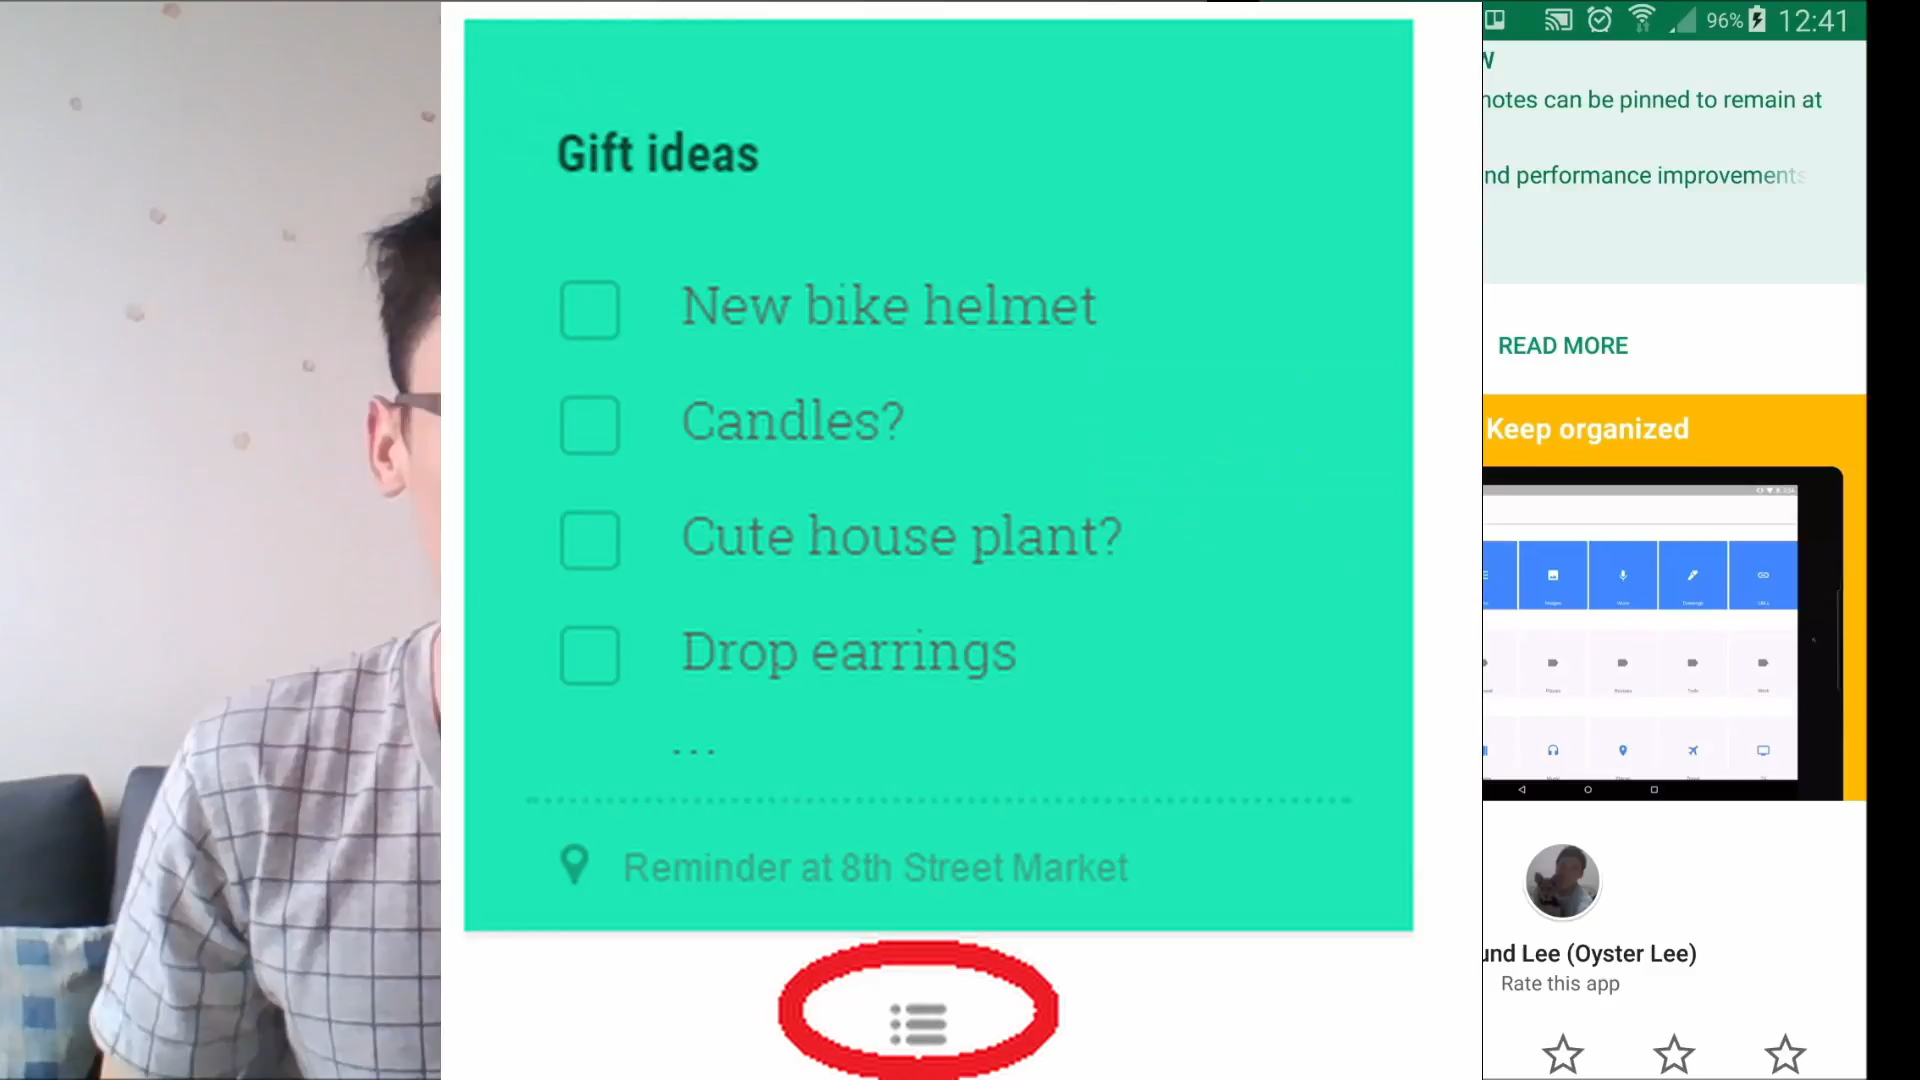 Gift ideas
New bike helmet
Candles?
Cute house plant?
Drop earrings
...
Reminder at 8th Street Market
96% 12:41
notes can be pinned to remain at
nd performance improvements
READ MORE
Keep organized
und Lee (Oyster Lee)
Rate this app